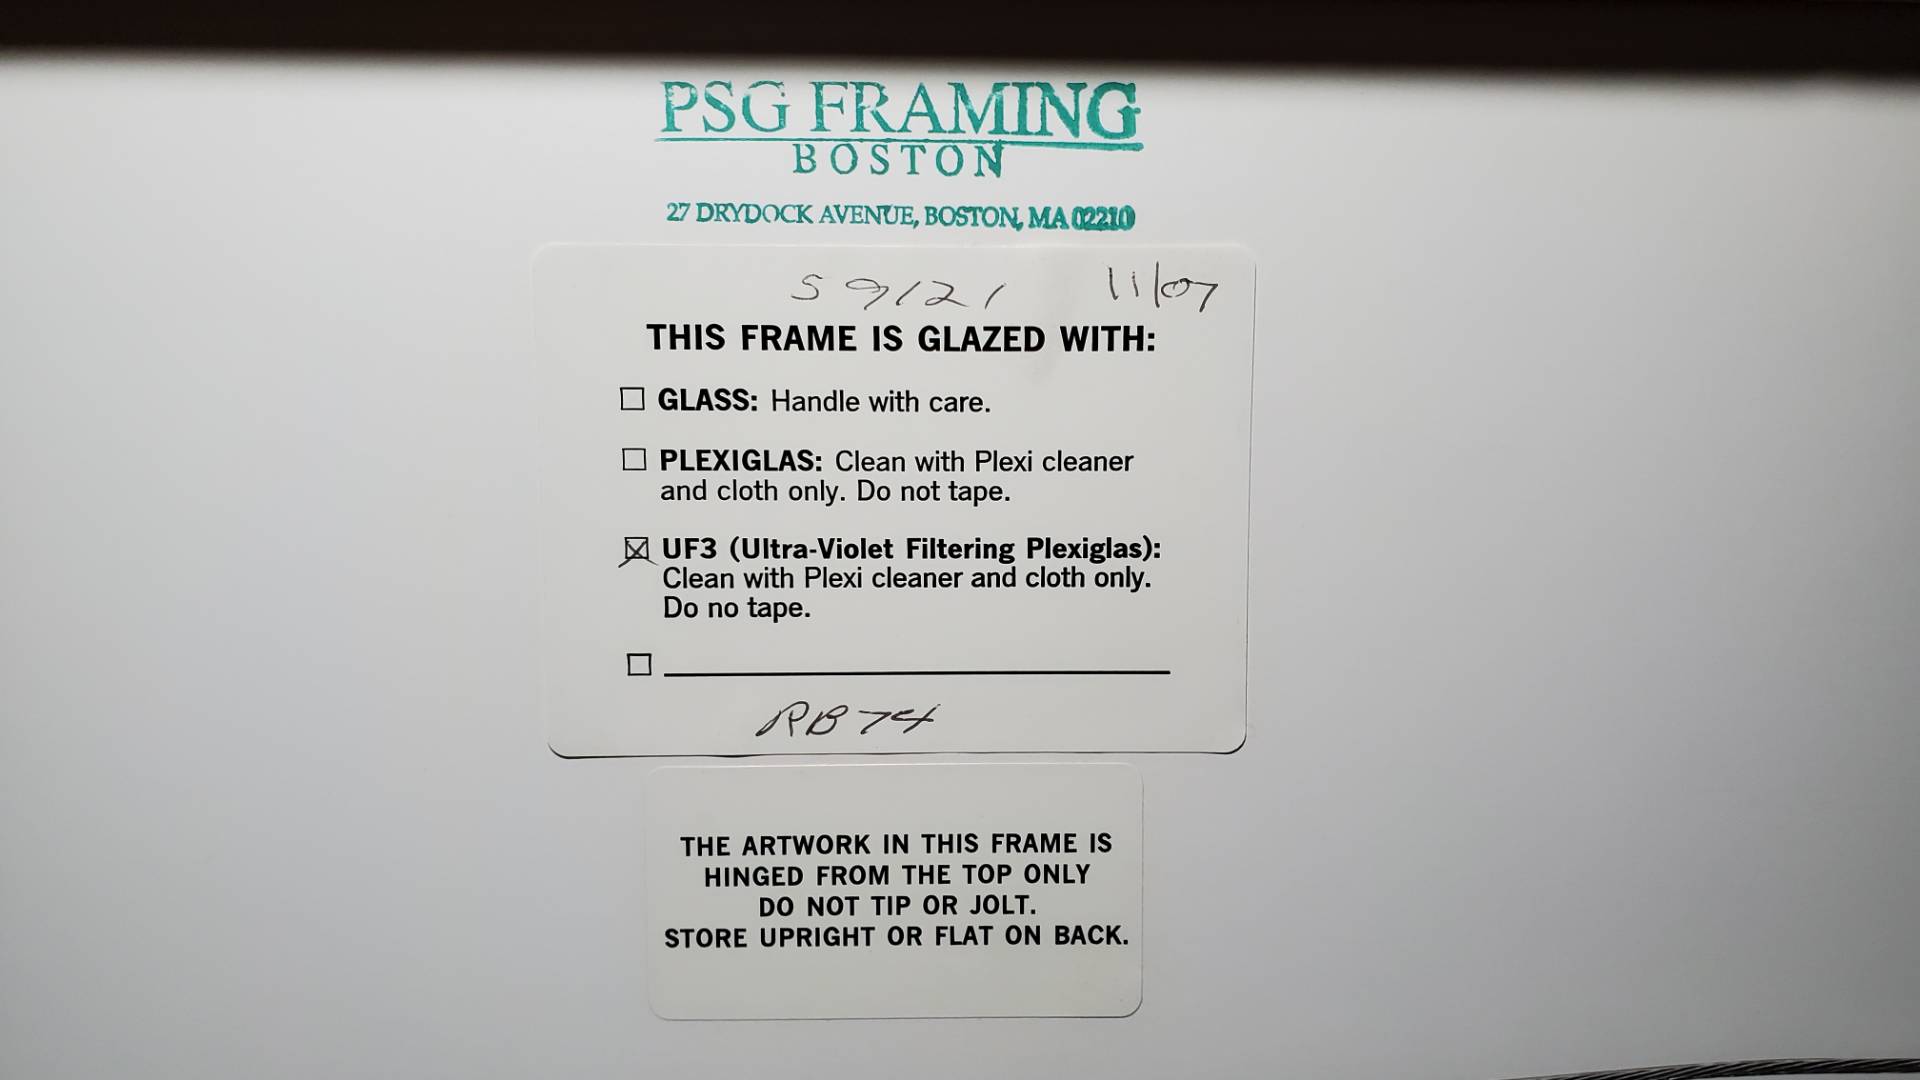 PSG FRAMING
BOSTON
27 DRYDOCK AVENUE, BOSTON, MA 02210
59121 11/07
THIS FRAME IS GLAZED WITH:
GLASS: Handle with care.
PLEXIGLAS: Clean with Plexi cleaner
and cloth only. Do not tape.
UF3 (Ultra-Violet Filtering Plexiglas):
Clean with Plexi cleaner and cloth only.
Do no tape.
RB74
THE ARTWORK IN THIS FRAME IS
HINGED FROM THE TOP ONLY
DO NOT TIP OR JOLT.
STORE UPRIGHT OR FLAT ON BACK.